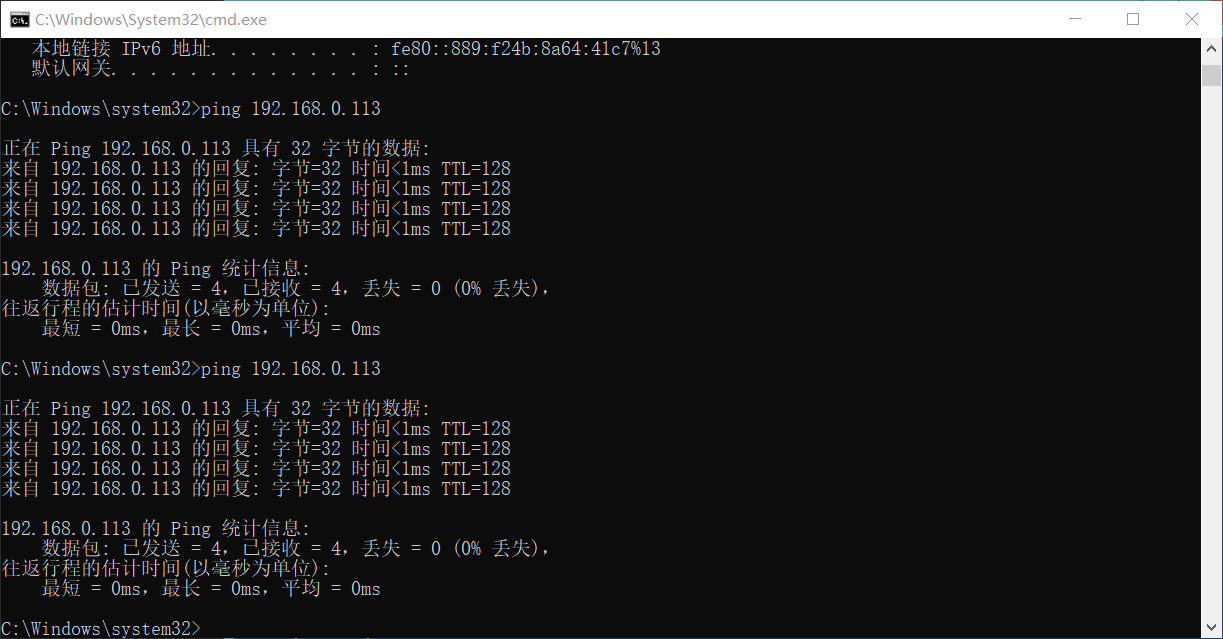 C:\Windows\System32\cmd.exe
本地链接 IPv6 地址. . . . . . . . : fe80::889:f24b:8a64:41c7%13
默认网关. . . . . . . . . . . . . : ::
C:\Windows\system32>ping 192.168.0.113
正在 Ping 192.168.0.113 具有 32 字节的数据:
来自 192.168.0.113 的回复: 字节=32 时间<1ms TTL=128
来自 192.168.0.113 的回复: 字节=32 时间<1ms TTL=128
来自 192.168.0.113 的回复: 字节=32 时间<1ms TTL=128
来自 192.168.0.113 的回复: 字节=32 时间<1ms TTL=128
192.168.0.113 的 Ping 统计信息:
数据包: 已发送 = 4，已接收 = 4，丢失 = 0 (0% 丢失)，
往返行程的估计时间(以毫秒为单位):
最短 = 0ms，最长 = 0ms，平均 = 0ms
C:\Windows\system32>ping 192.168.0.113
正在 Ping 192.168.0.113 具有 32 字节的数据:
来自 192.168.0.113 的回复: 字节=32 时间<1ms TTL=128
来自 192.168.0.113 的回复: 字节=32 时间<1ms TTL=128
来自 192.168.0.113 的回复: 字节=32 时间<1ms TTL=128
来自 192.168.0.113 的回复: 字节=32 时间<1ms TTL=128
192.168.0.113 的 Ping 统计信息:
数据包: 已发送 = 4，已接收 = 4，丢失 = 0 (0% 丢失)，
往返行程的估计时间(以毫秒为单位):
最短 = 0ms，最长 = 0ms，平均 = 0ms
C:\Windows\system32>